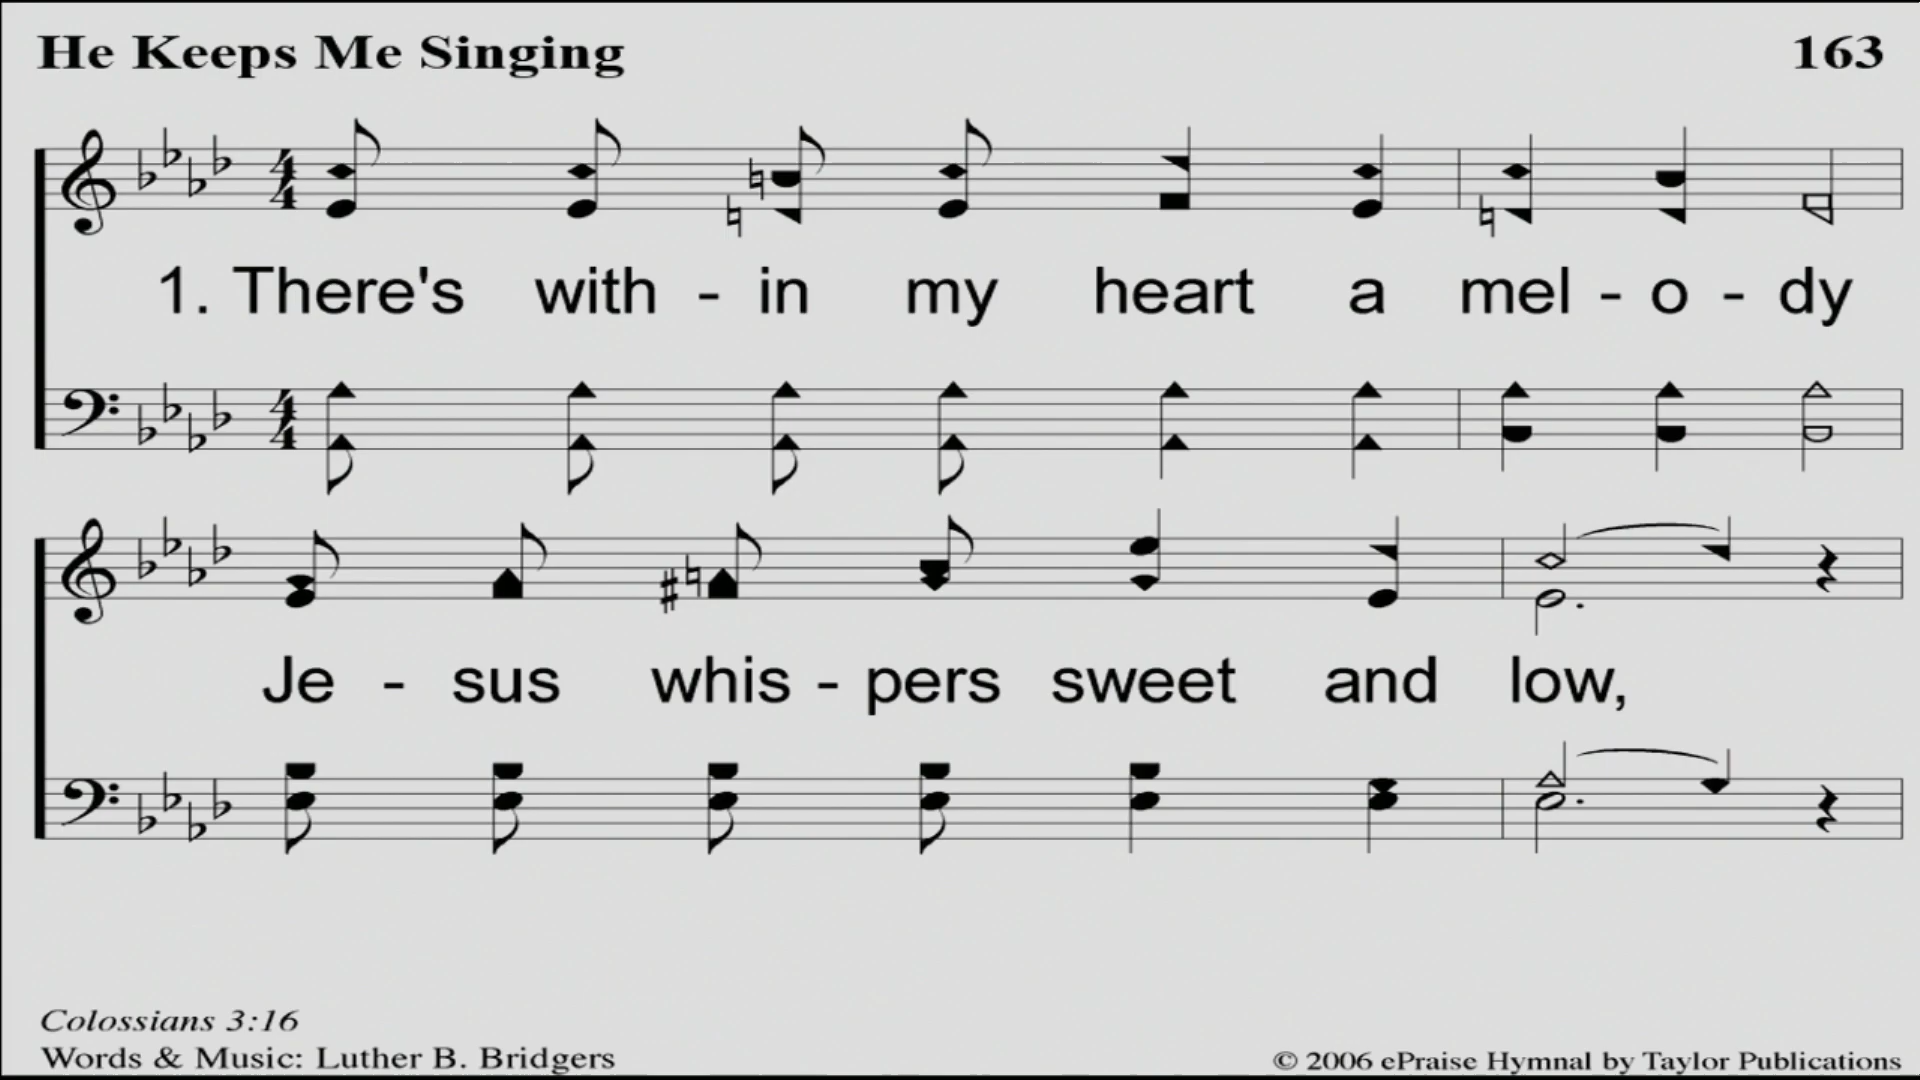 He Keeps Me Singing 163
1. There's with - in my heart a mel - o - dy
Je - sus whis - pers sweet and low,
Colossians 3:16
Words & Music: Luther B. Bridgers
© 2006 ePraise Hymnal by Taylor Publications